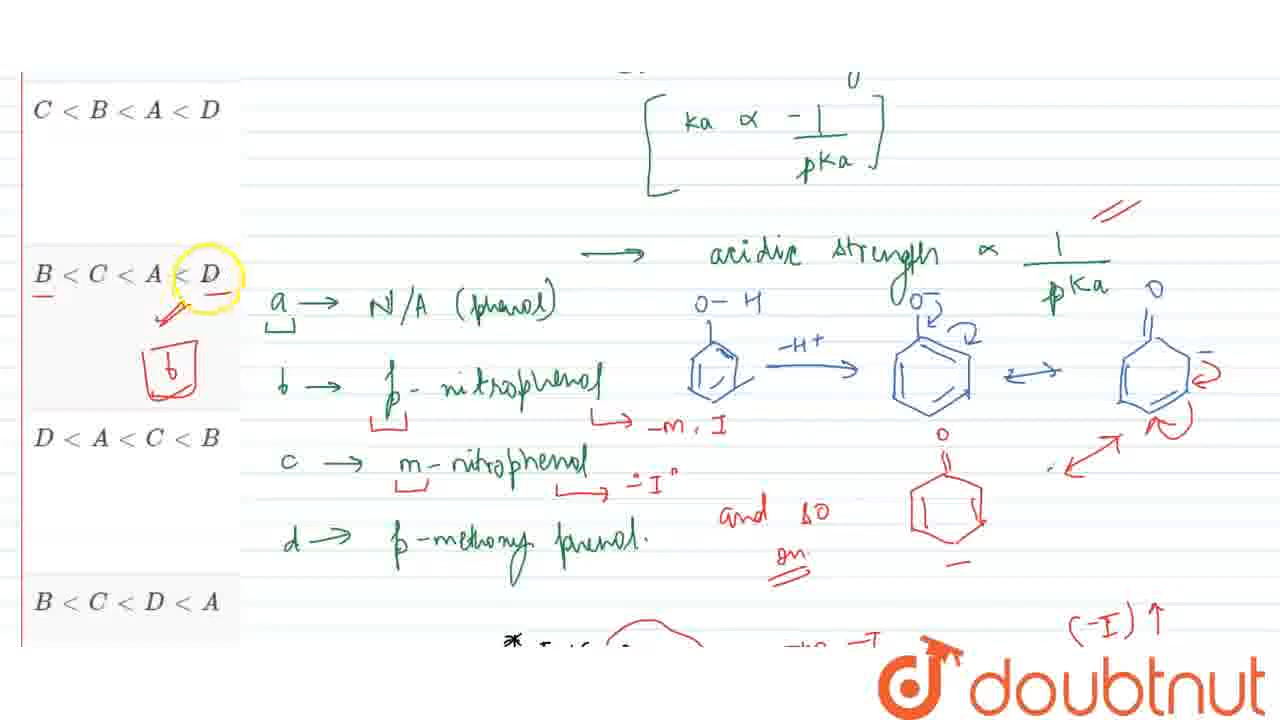 C < B < A < D
B < C < A < D
b
D < A < C < B
B < C < D < A
ka ∝ - 1 / pKa
→ acidic strength ∝ 1 / pKa
a → N/A (phenol)
b → p - nitrophenol
→ -m, I
c → m - nitrophenol
→ -I"
d → p - methoxy phenol.
O - H
-H+
O-
O
-
O
-
and so
on
*
-I
(-I) ↑
doubtnut